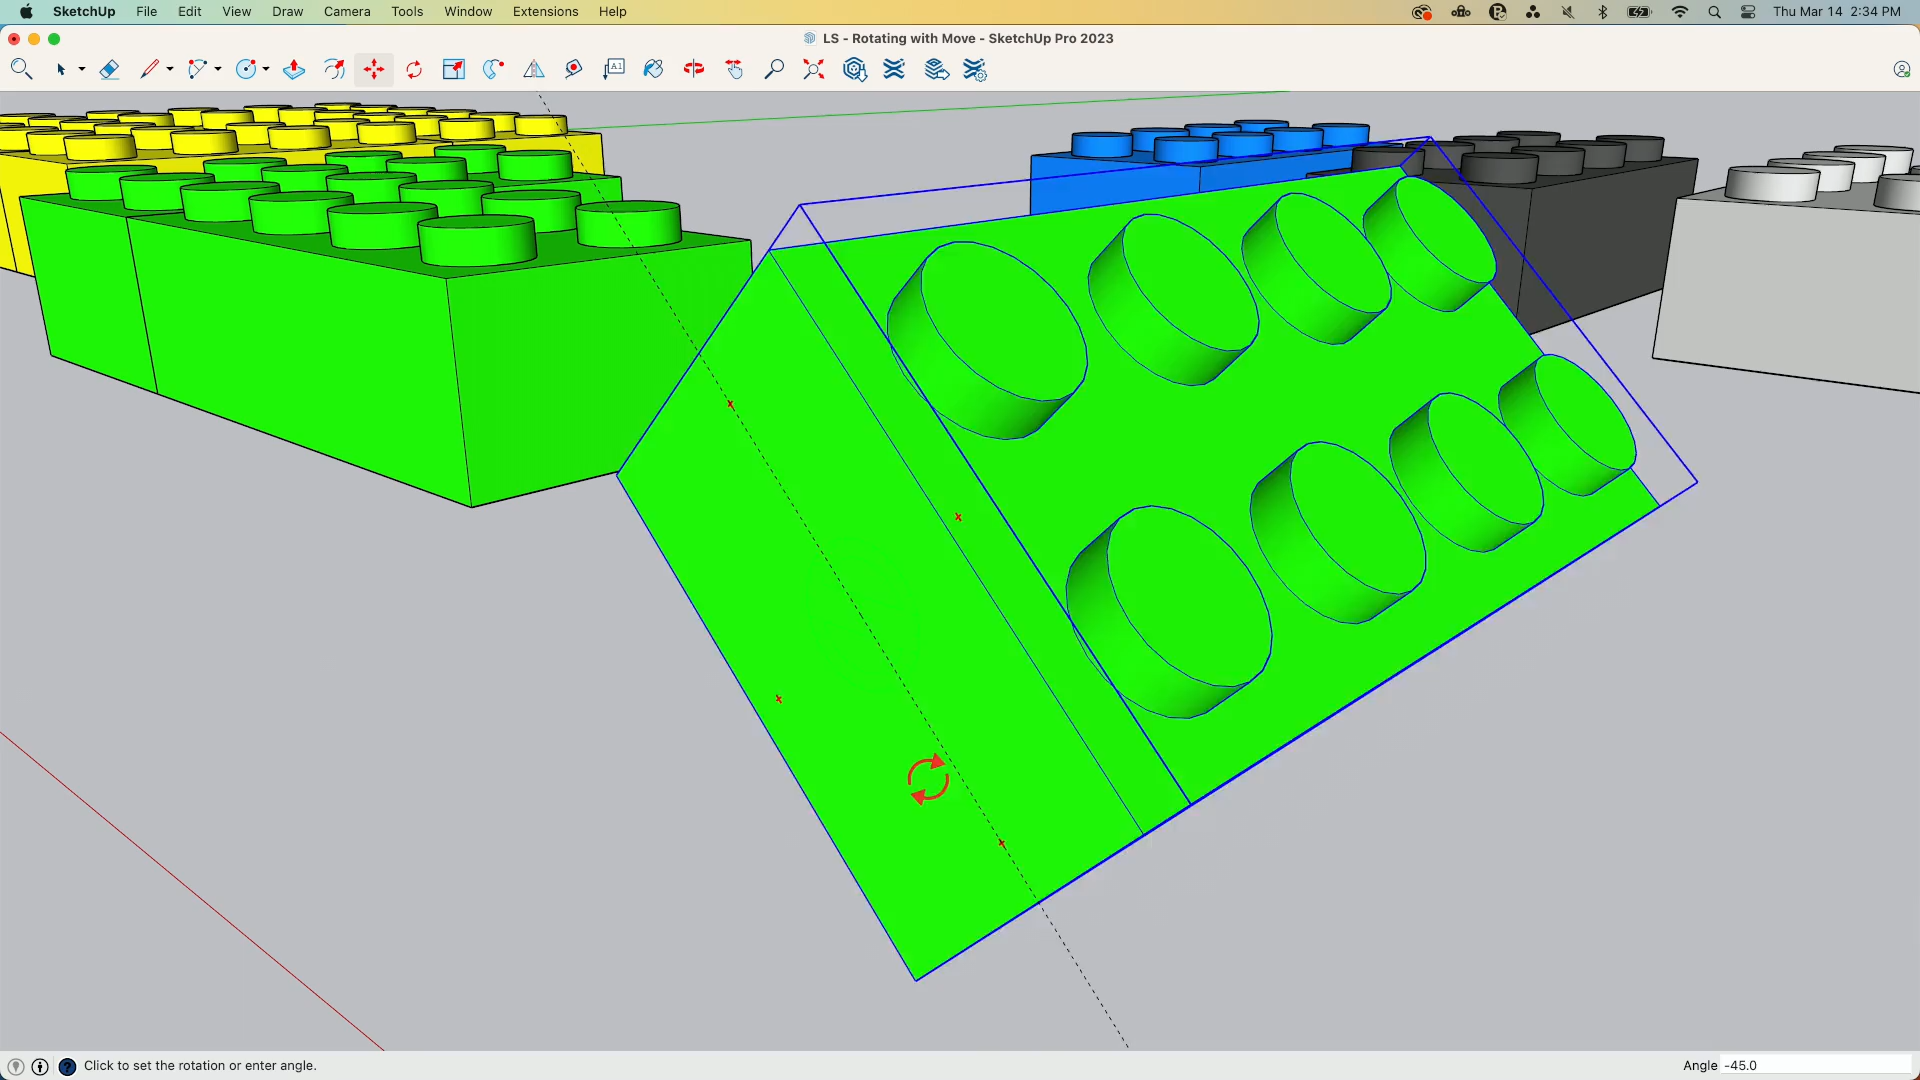 SketchUp File Edit View Draw Camera Tools Window Extensions Help Thu Mar 14 2:34 PM
LS - Rotating with Move - SketchUp Pro 2023
A1
Click to set the rotation or enter angle. Angle -45.0